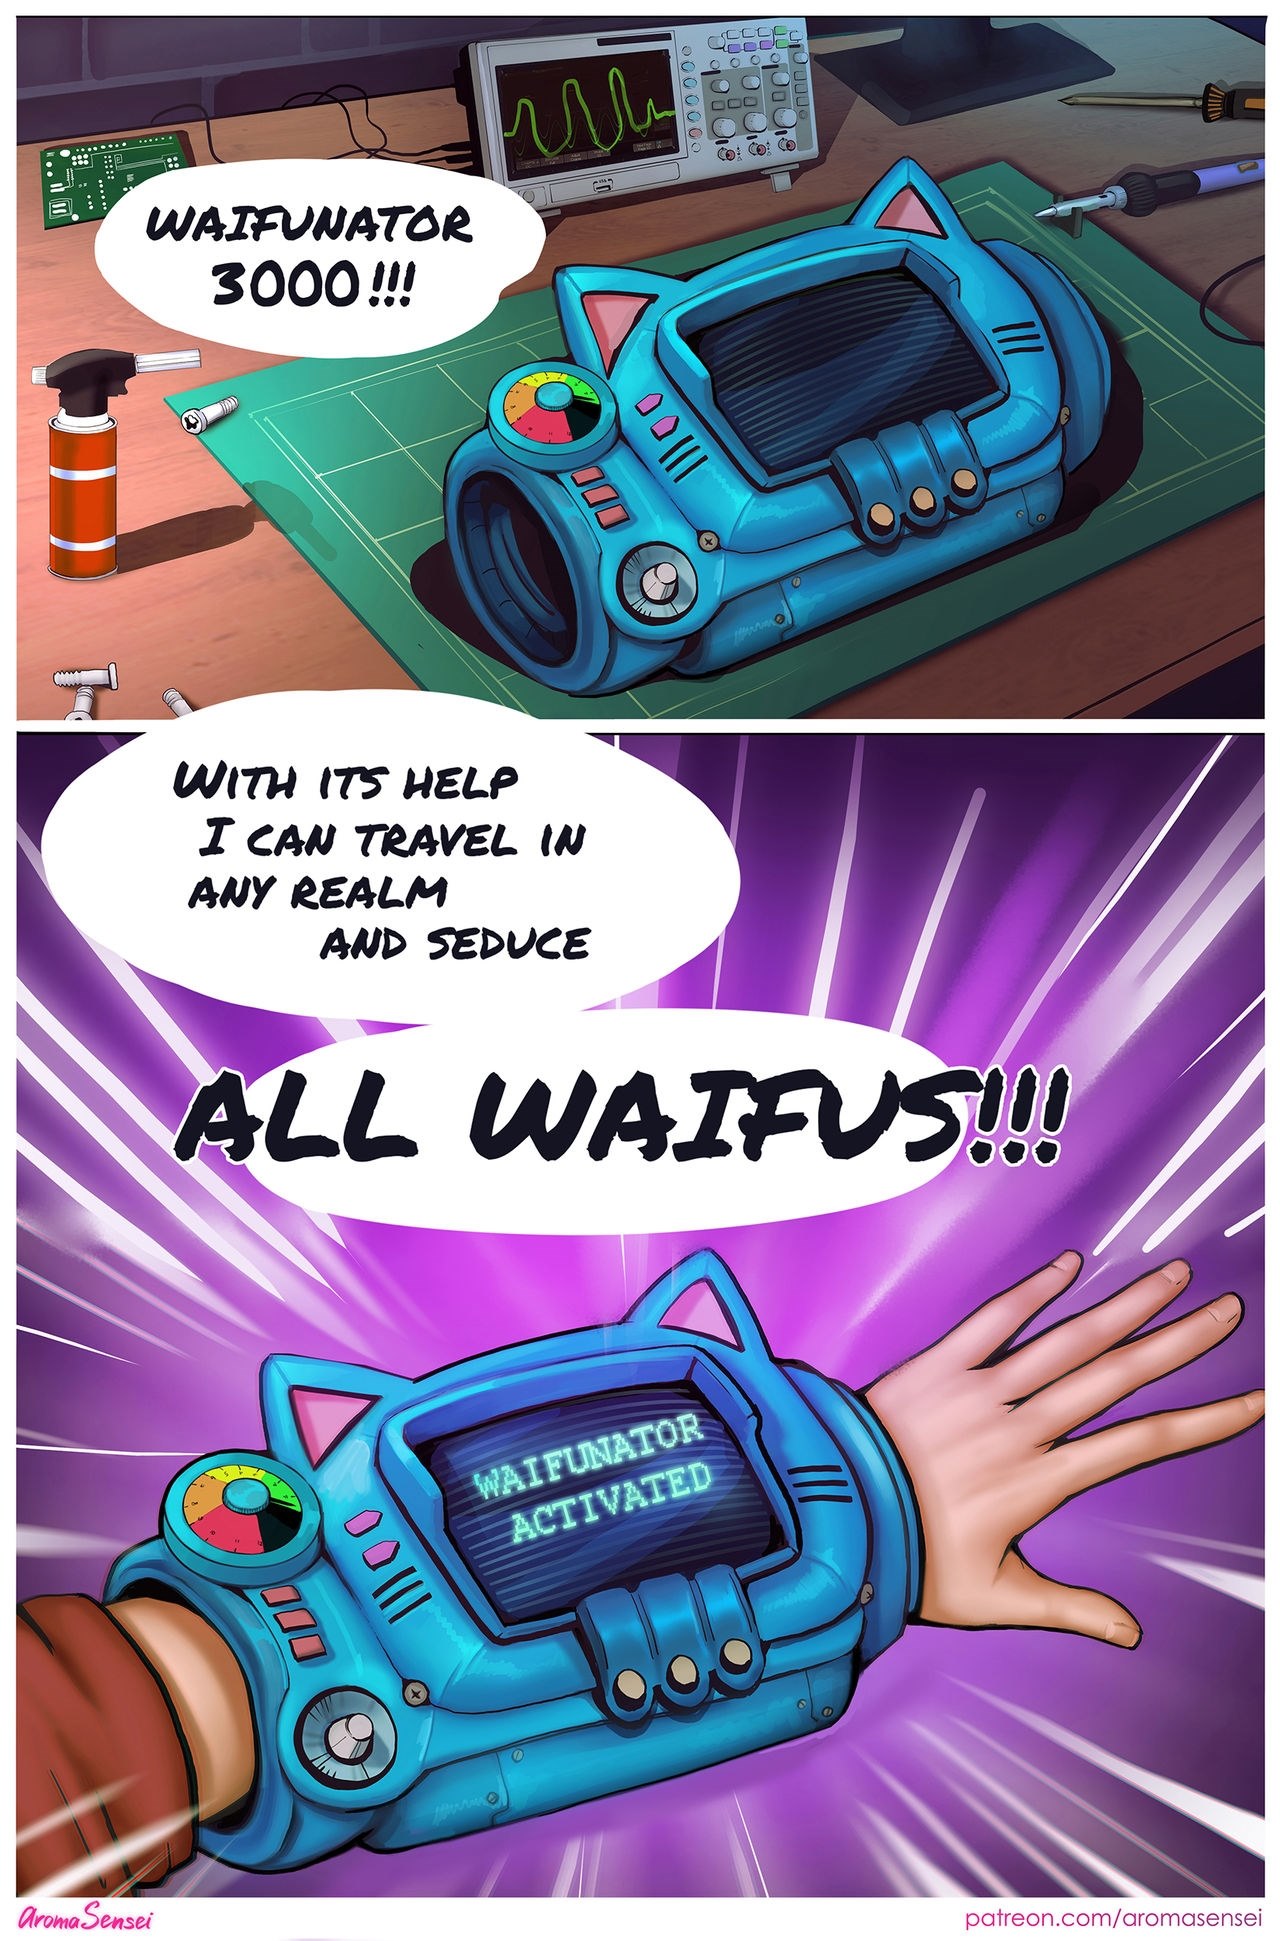 WAIFUNATOR
3000!!!
WITH ITS HELP
I CAN TRAVEL IN
ANY REALM
AND SEDUCE
ALL WAIFUS!!!
WAIFUNATOR
ACTIVATED
AromaSensei
patreon.com/aromasensei